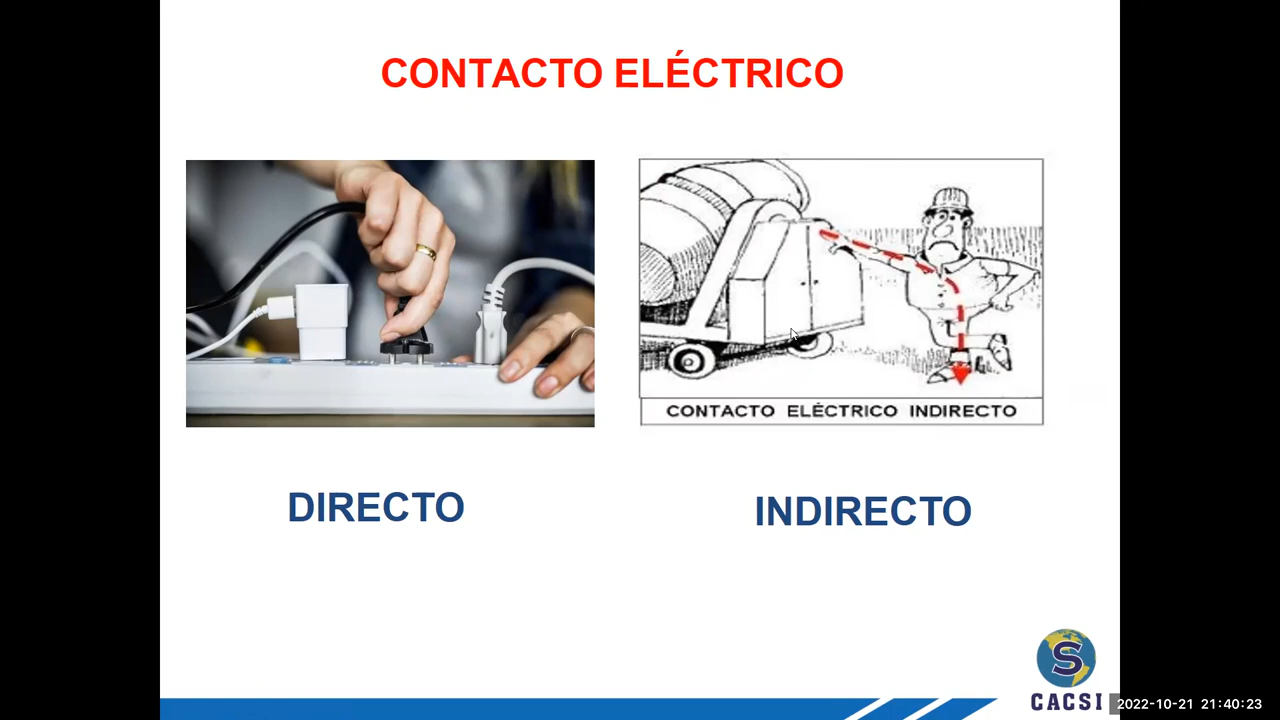 CONTACTO ELÉCTRICO
CONTACTO ELÉCTRICO INDIRECTO
DIRECTO
INDIRECTO
S
CACSI
2022-10-21 21:40:23